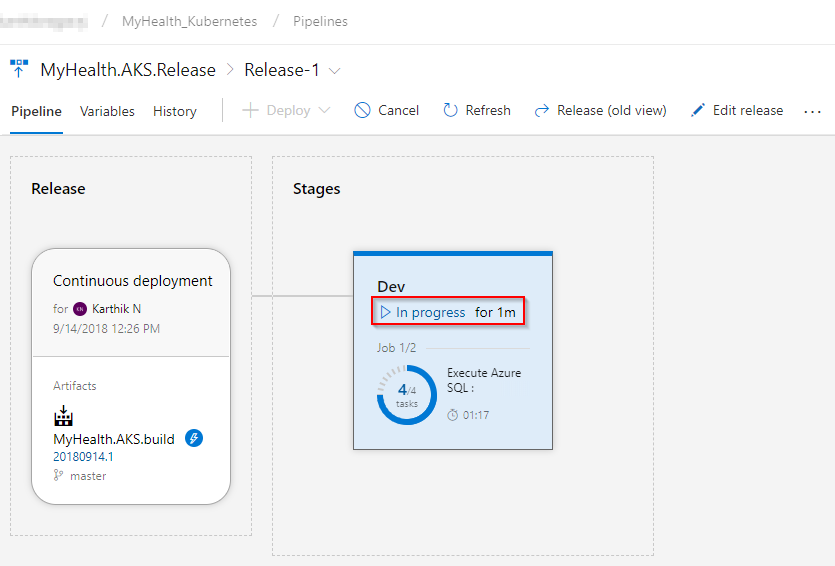 / MyHealth_Kubernetes / Pipelines
MyHealth.AKS.Release > Release-1
Pipeline Variables History + Deploy Cancel Refresh Release (old view) Edit release ...
Release
Stages
Continuous deployment
for KN Karthik N
9/14/2018 12:26 PM
Artifacts
MyHealth.AKS.build
20180914.1
master
Dev
In progress for 1m
Job 1/2
4/4
tasks
Execute Azure
SQL :
01:17